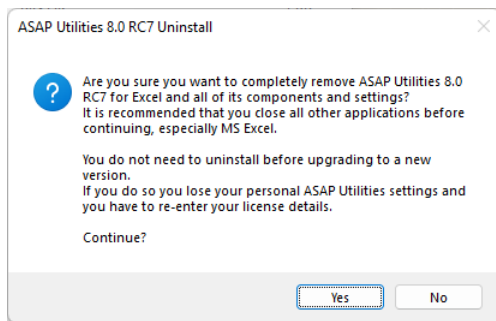 ASAP Utilities 8.0 RC7 Uninstall
Are you sure you want to completely remove ASAP Utilities 8.0
RC7 for Excel and all of its components and settings?
It is recommended that you close all other applications before
continuing, especially MS Excel.
You do not need to uninstall before upgrading to a new
version.
If you do so you lose your personal ASAP Utilities settings and
you have to re-enter your license details.
Continue?
Yes No